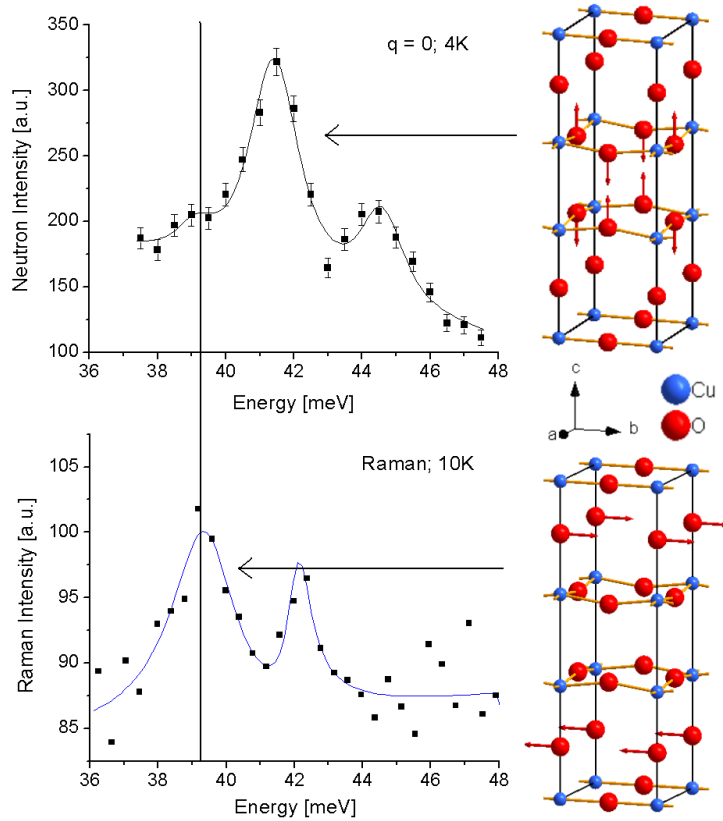 350
300
250
200
150
100
Neutron Intensity [a.u.]
q = 0; 4K
36 38 40 42 44 46 48
Energy [meV]
c
a
b
Cu
O
105
100
95
90
85
Raman Intensity [a.u.]
Raman; 10K
36 38 40 42 44 46 48
Energy [meV]